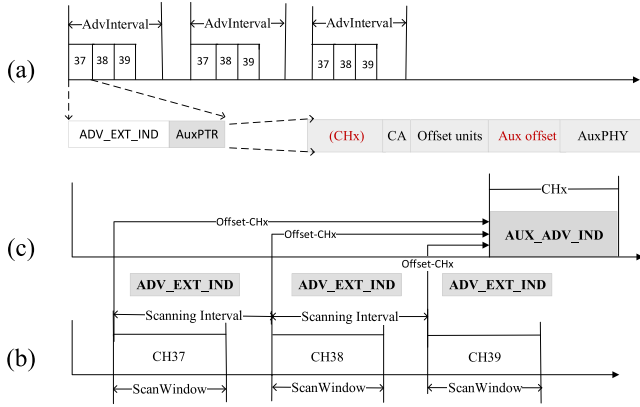 AdvInterval AdvInterval AdvInterval
37 38 39 37 38 39 37 38 39
(a)
ADV_EXT_IND AuxPTR (CHx) CA Offset units Aux offset AuxPHY
CHx
Offset-CHx
Offset-CHx
AUX_ADV_IND
(c)
Offset-CHx
ADV_EXT_IND ADV_EXT_IND ADV_EXT_IND
Scanning Interval Scanning Interval
CH37 CH38 CH39
(b)
ScanWindow ScanWindow ScanWindow